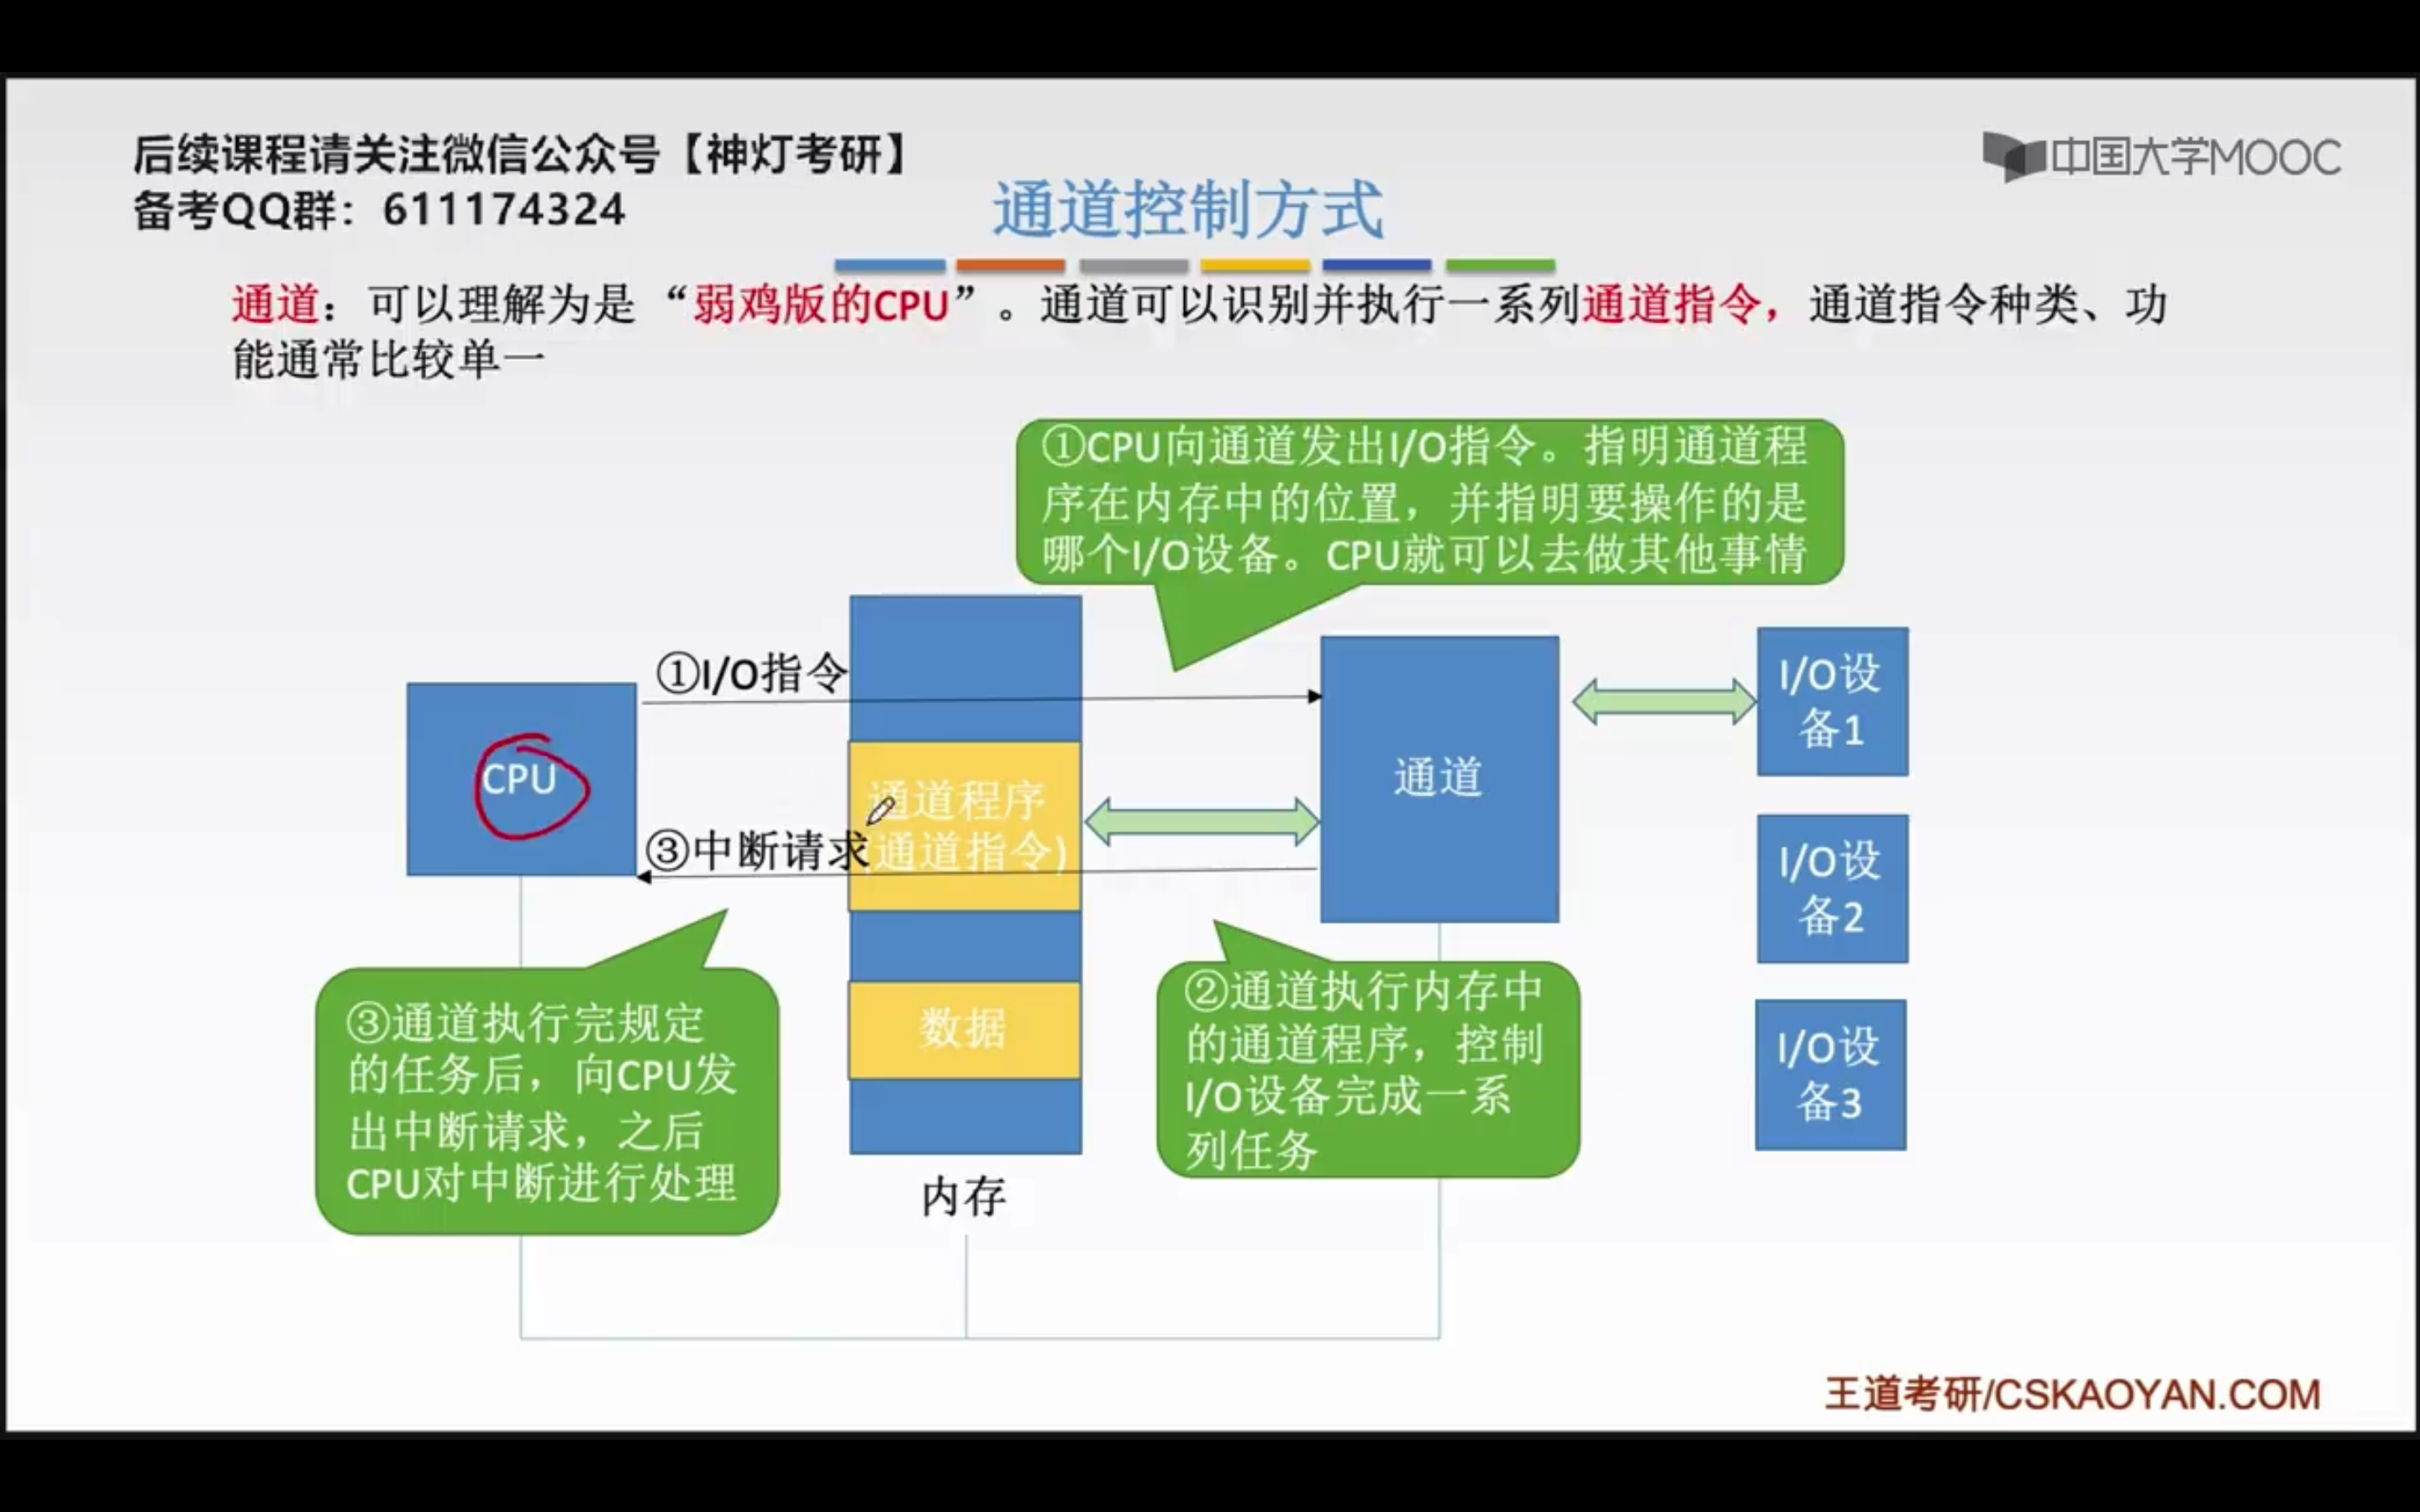 后续课程请关注微信公众号【神灯考研】
备考QQ群：611174324
中国大学MOOC
通道控制方式
通道：可以理解为是“弱鸡版的CPU”。通道可以识别并执行一系列通道指令，通道指令种类、功
能通常比较单一
①CPU向通道发出I/O指令。指明通道程
序在内存中的位置，并指明要操作的是
哪个I/O设备。CPU就可以去做其他事情
①I/O指令
CPU
通道程序
(通道指令)
③中断请求
通道
I/O设
备1
I/O设
备2
I/O设
备3
数据
内存
③通道执行完规定
的任务后，向CPU发
出中断请求，之后
CPU对中断进行处理
②通道执行内存中
的通道程序，控制
I/O设备完成一系
列任务
王道考研/CSKAOYAN.COM